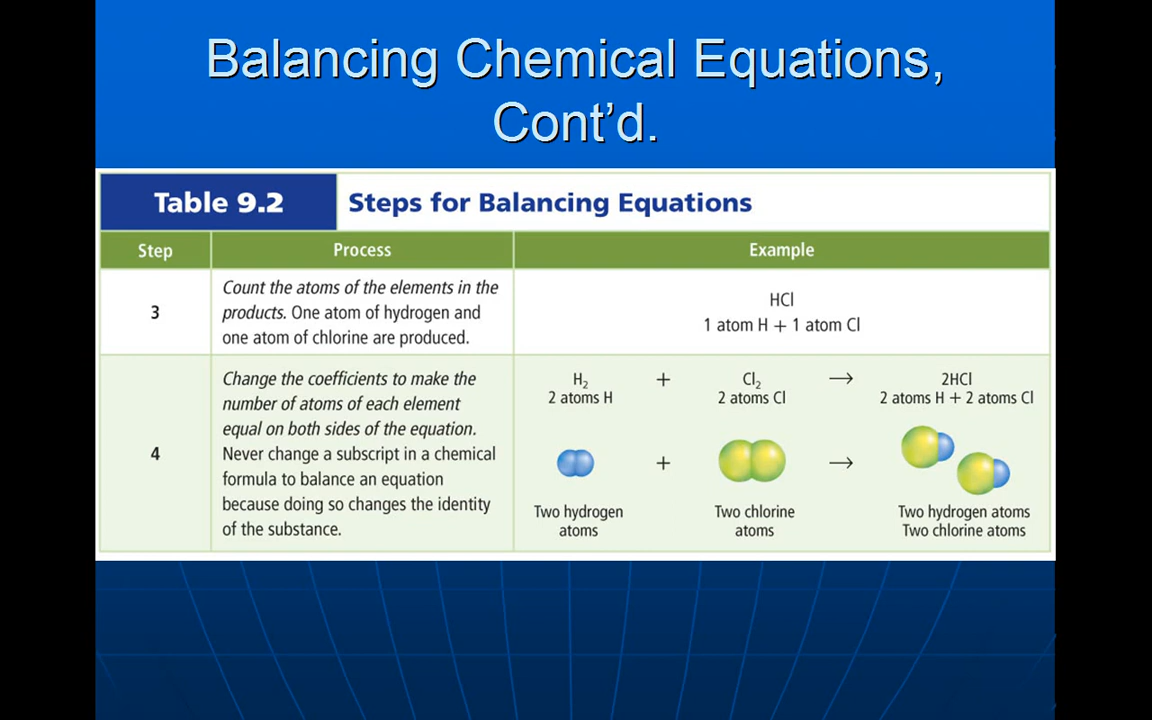 Balancing Chemical Equations,
Cont’d.
Table 9.2 Steps for Balancing Equations
Step Process Example
3
Count the atoms of the elements in the
products. One atom of hydrogen and
one atom of chlorine are produced.
HCl
1 atom H + 1 atom Cl
4
Change the coefficients to make the
number of atoms of each element
equal on both sides of the equation.
Never change a subscript in a chemical
formula to balance an equation
because doing so changes the identity
of the substance.
H₂ + Cl₂ → 2HCl
2 atoms H 2 atoms Cl 2 atoms H + 2 atoms Cl
+ →
Two hydrogen Two chlorine Two hydrogen atoms
atoms atoms Two chlorine atoms